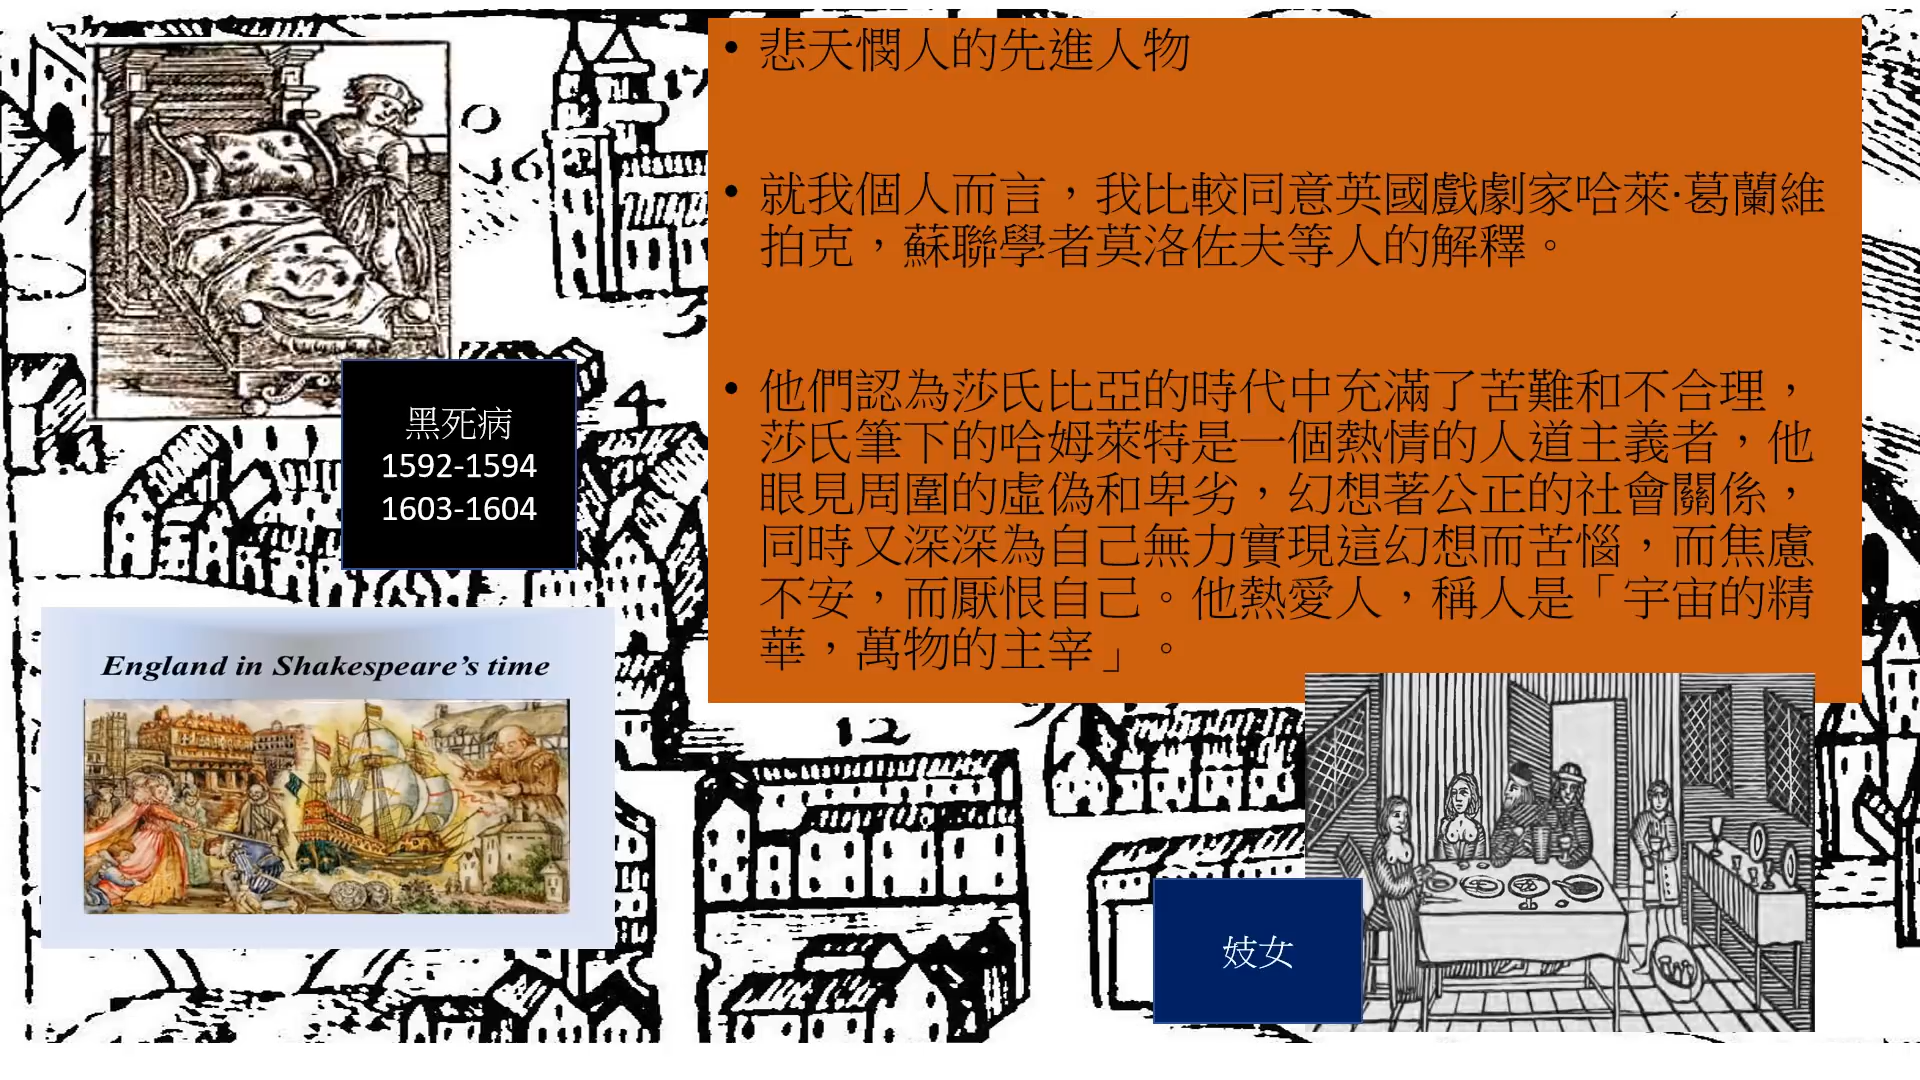 • 悲天憫人的先進人物
• 就我個人而言，我比較同意英國戲劇家哈萊·葛蘭維
拍克，蘇聯學者莫洛佐夫等人的解釋。
• 他們認為莎氏比亞的時代中充滿了苦難和不合理，
莎氏筆下的哈姆萊特是一個熱情的人道主義者，他
眼見周圍的虛偽和卑劣，幻想著公正的社會關係，
同時又深深為自己無力實現這幻想而苦惱，而焦慮
不安，而厭恨自己。他熱愛人，稱人是「宇宙的精
華，萬物的主宰」。
黑死病
1592-1594
1603-1604
England in Shakespeare’s time
妓女
16
4
12